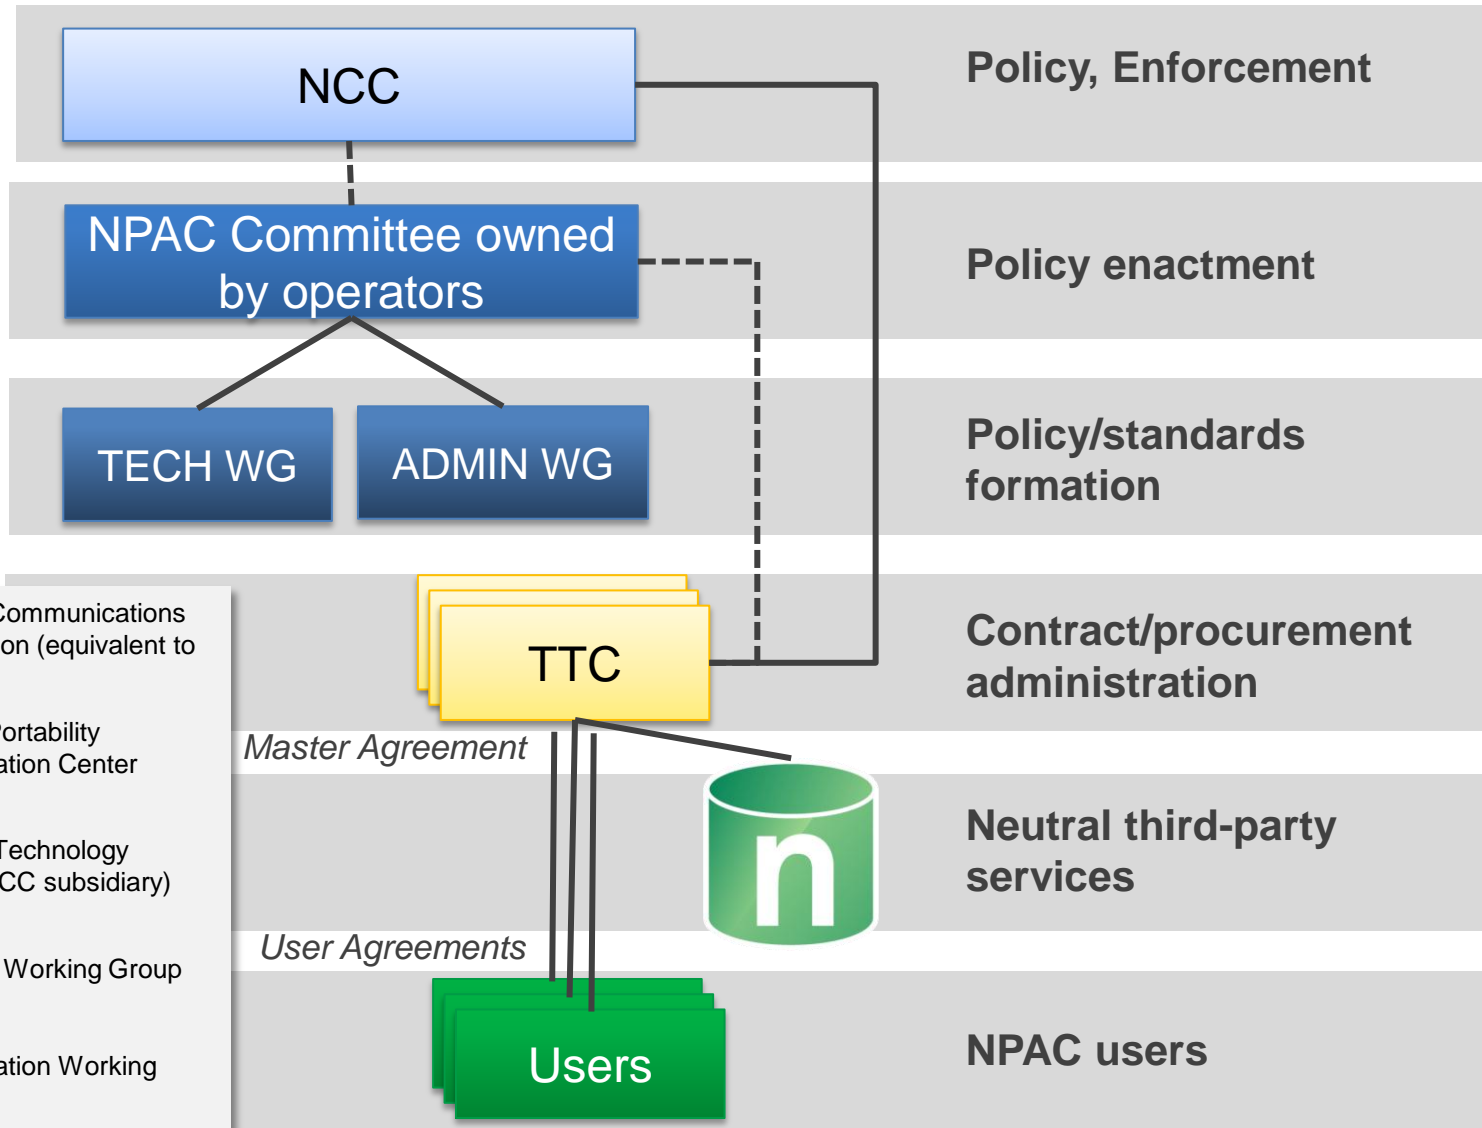 NCC
Policy, Enforcement
NPAC Committee owned
by operators
Policy enactment
TECH WG
ADMIN WG
Policy/standards
formation
Communications
on (equivalent to
Portability
ation Center
Technology
CC subsidiary)
Working Group
ation Working
TTC
Contract/procurement
administration
Master Agreement
n
Neutral third-party
services
User Agreements
Users
NPAC users